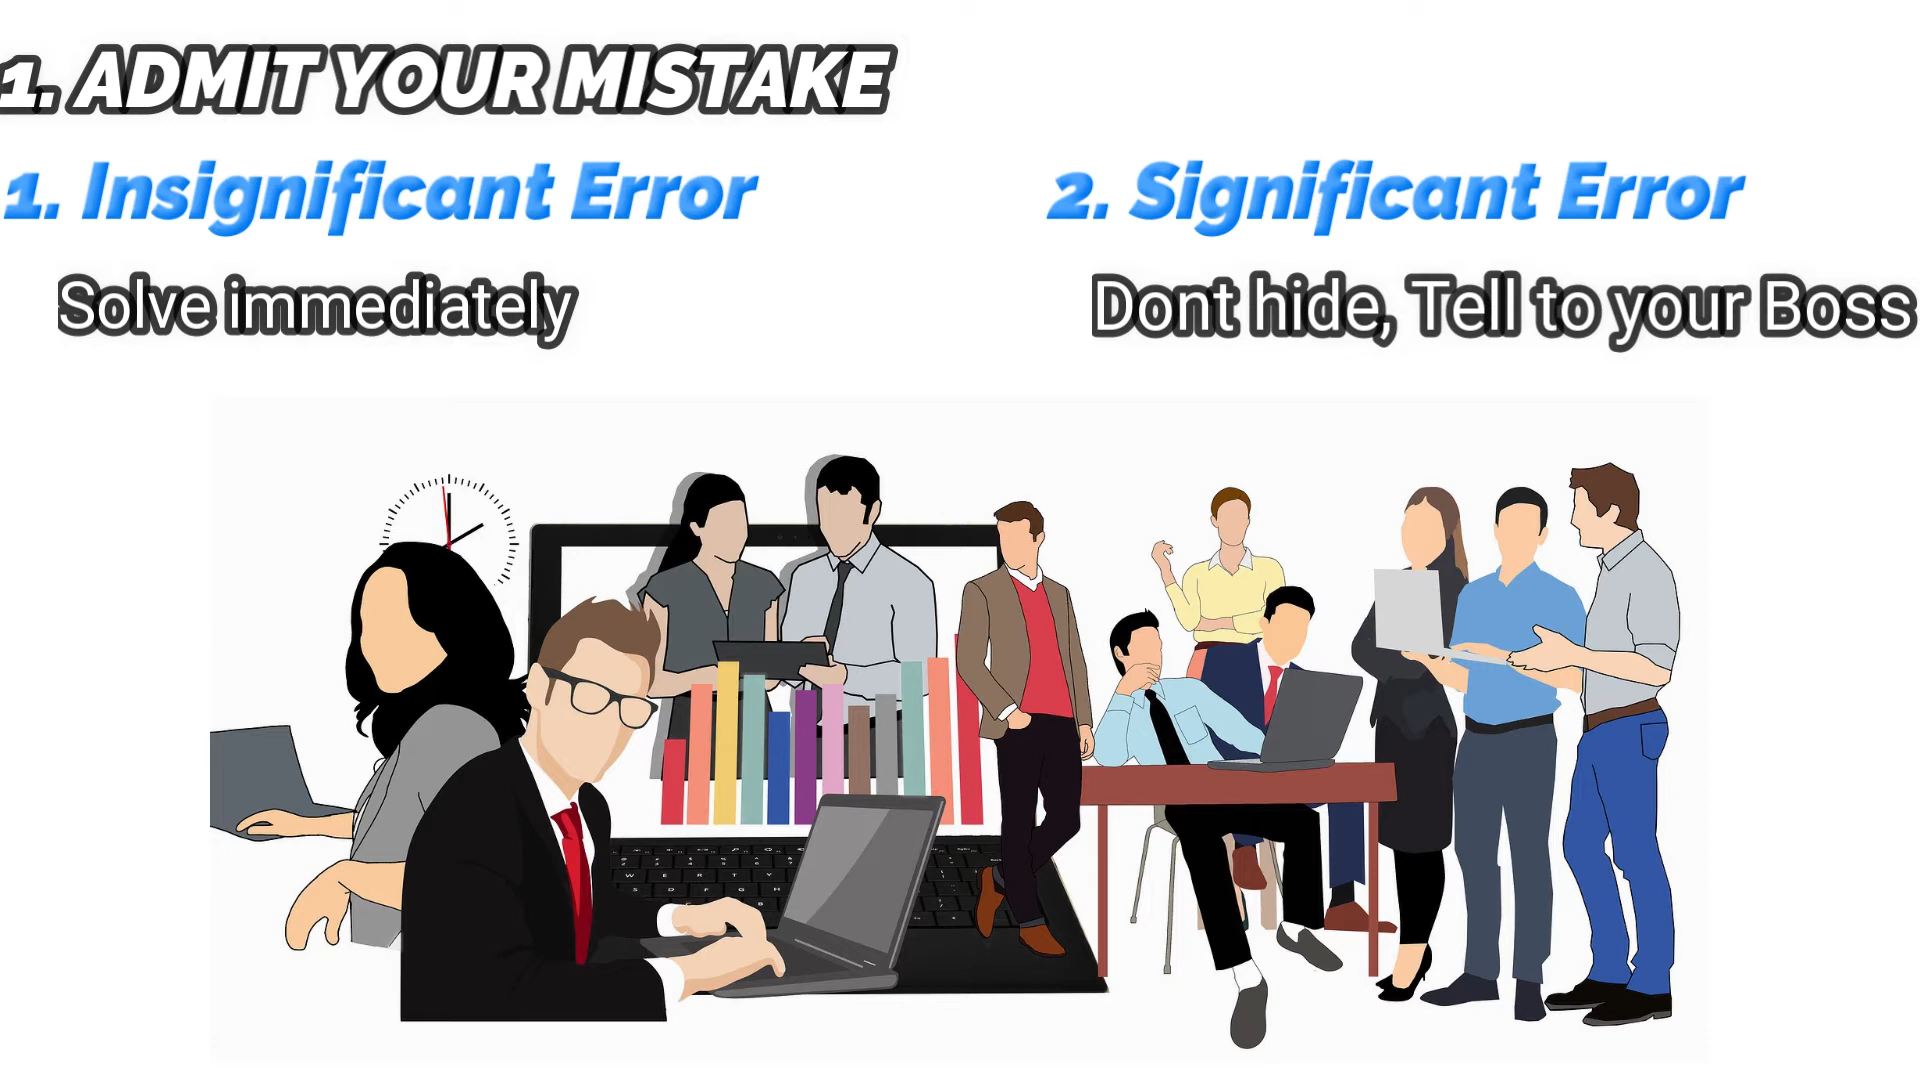 1. ADMIT YOUR MISTAKE
1. Insignificant Error
2. Significant Error
Solve immediately
Dont hide, Tell to your Boss
W E R T Y
S D F G H